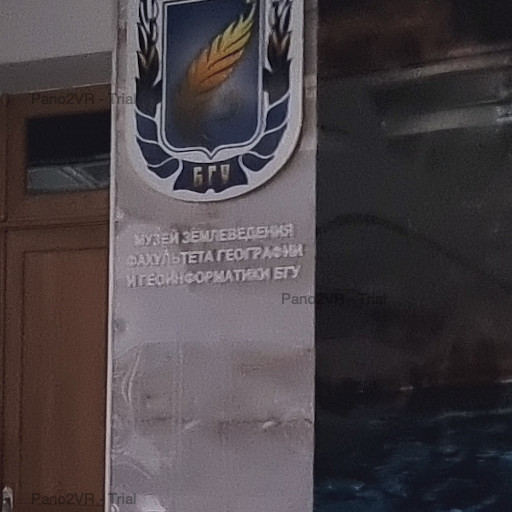 Pano2VR - Trial
БГУ
МУЗЕЙ ЗЕМЛЕВЕДЕНИЯ
ФАКУЛЬТЕТА ГЕОГРАФИИ
И ГЕОИНФОРМАТИКИ БГУ
Pano2VR - Trial
Pano2VR - Trial